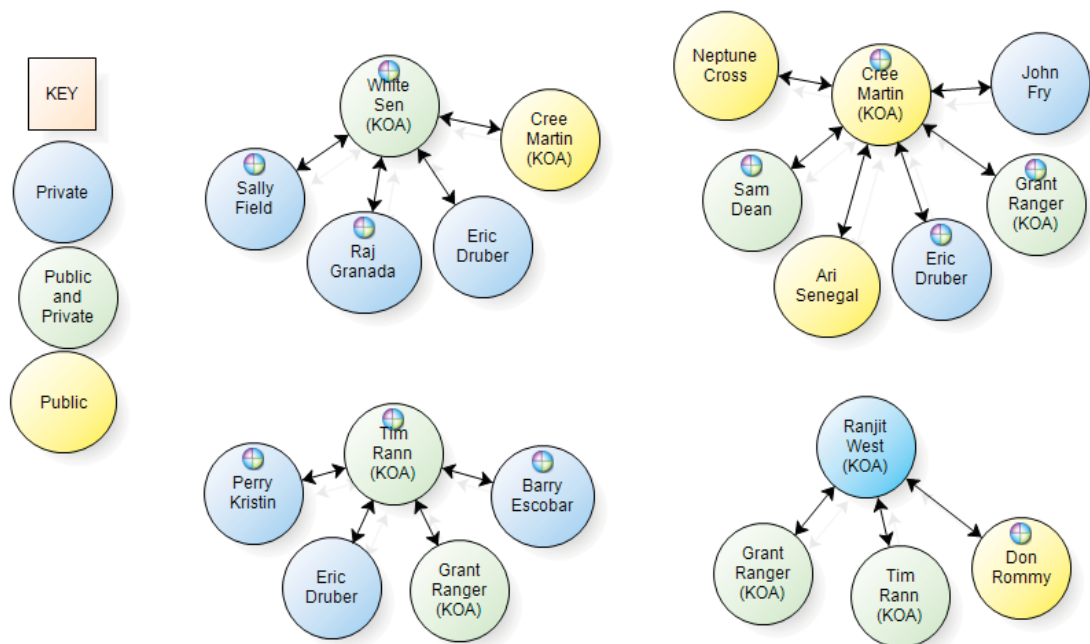 KEY
Private
Public
and
Private
Public
White
Sen
(KOA)
Cree
Martin
(KOA)
Sally
Field
Raj
Granada
Eric
Druber
Neptune
Cross
Cree
Martin
(KOA)
John
Fry
Sam
Dean
Grant
Ranger
(KOA)
Ari
Senegal
Eric
Druber
Tim
Rann
(KOA)
Perry
Kristin
Barry
Escobar
Eric
Druber
Grant
Ranger
(KOA)
Ranjit
West
(KOA)
Grant
Ranger
(KOA)
Tim
Rann
(KOA)
Don
Rommy